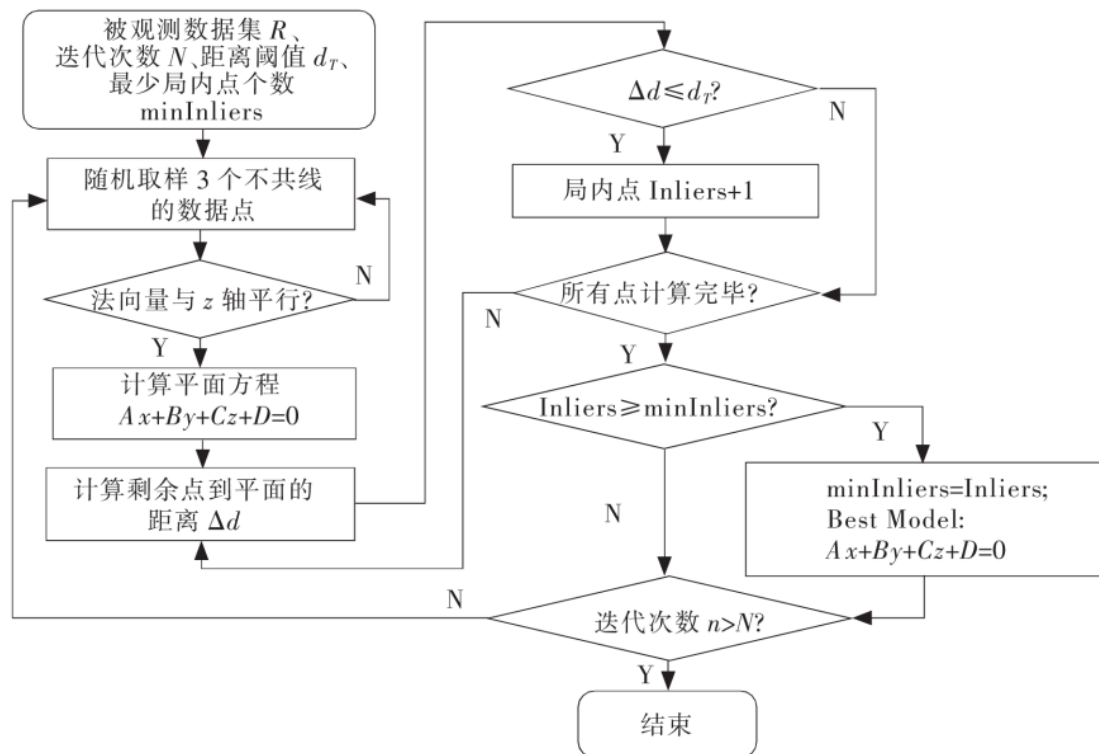 被观测数据集 R、
迭代次数 N、距离阈值 dT、
最少局内点个数
minInliers
随机取样 3 个不共线
的数据点
N
法向量与 z 轴平行?
Y
计算平面方程
Ax+By+Cz+D=0
计算剩余点到平面的
距离 Δd
Δd≤dT?
N
Y
局内点 Inliers+1
所有点计算完毕?
N
Y
Inliers≥minInliers?
Y
N
minInliers=Inliers;
Best Model:
Ax+By+Cz+D=0
迭代次数 n>N?
N
Y
结束